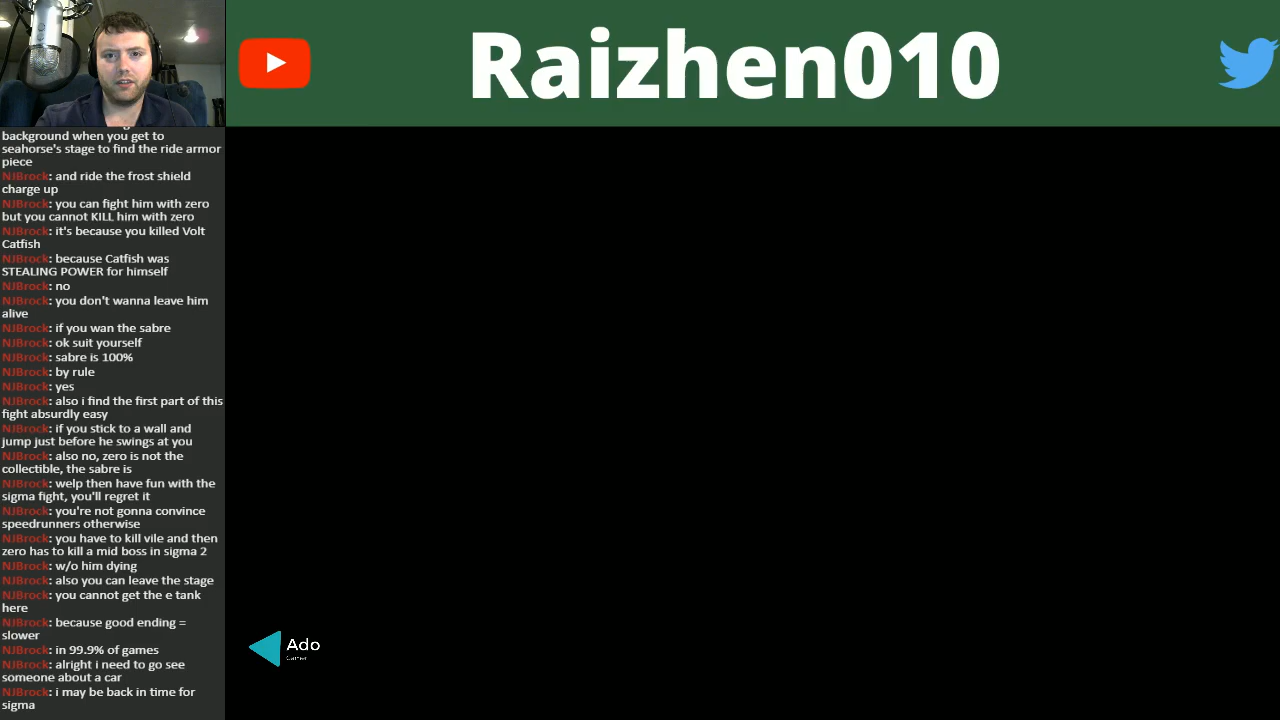 Raizhen010
background when you get to
seahorse's stage to find the ride armor
piece
NJBrock: and ride the frost shield
charge up
NJBrock: you can fight him with zero
but you cannot KILL him with zero
NJBrock: it's because you killed Volt
Catfish
NJBrock: because Catfish was
STEALING POWER for himself
NJBrock: no
NJBrock: you don't wanna leave him
alive
NJBrock: if you wan the sabre
NJBrock: ok suit yourself
NJBrock: sabre is 100%
NJBrock: by rule
NJBrock: yes
NJBrock: also i find the first part of this
fight absurdly easy
NJBrock: if you stick to a wall and
jump just before he swings at you
NJBrock: also no, zero is not the
collectible, the sabre is
NJBrock: welp then have fun with the
sigma fight, you'll regret it
NJBrock: you're not gonna convince
speedrunners otherwise
NJBrock: you have to kill vile and then
zero has to kill a mid boss in sigma 2
NJBrock: w/o him dying
NJBrock: also you can leave the stage
NJBrock: you cannot get the e tank
here
NJBrock: because good ending =
slower
NJBrock: in 99.9% of games
NJBrock: alright i need to go see
someone about a car
NJBrock: i may be back in time for
sigma
Ado